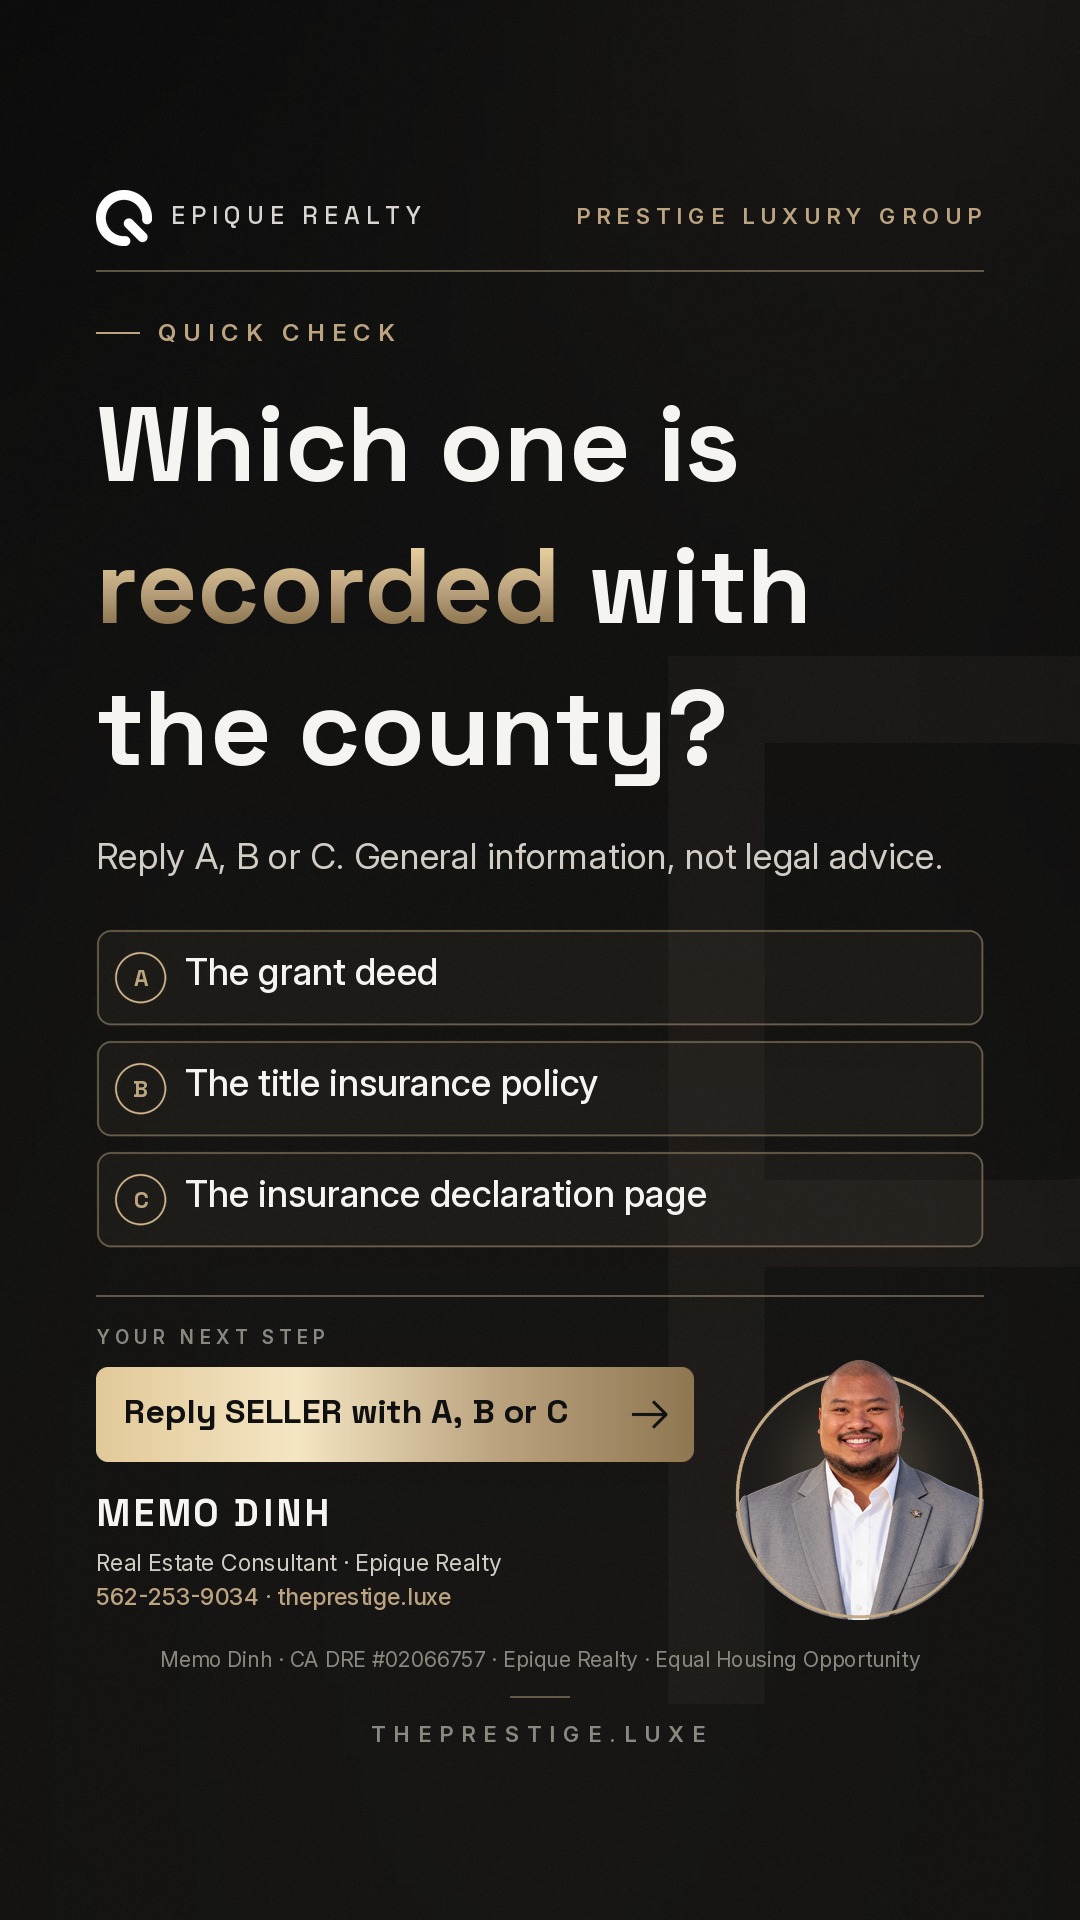 EPIQUE REALTY
PRESTIGE LUXURY GROUP
QUICK CHECK
Which one is
recorded with
the county?
Reply A, B or C. General information, not legal advice.
A The grant deed
B The title insurance policy
C The insurance declaration page
YOUR NEXT STEP
Reply SELLER with A, B or C →
MEMO DINH
Real Estate Consultant · Epique Realty
562-253-9034 · theprestige.luxe
Memo Dinh · CA DRE #02066757 · Epique Realty · Equal Housing Opportunity
THEPRESTIGE.LUXE